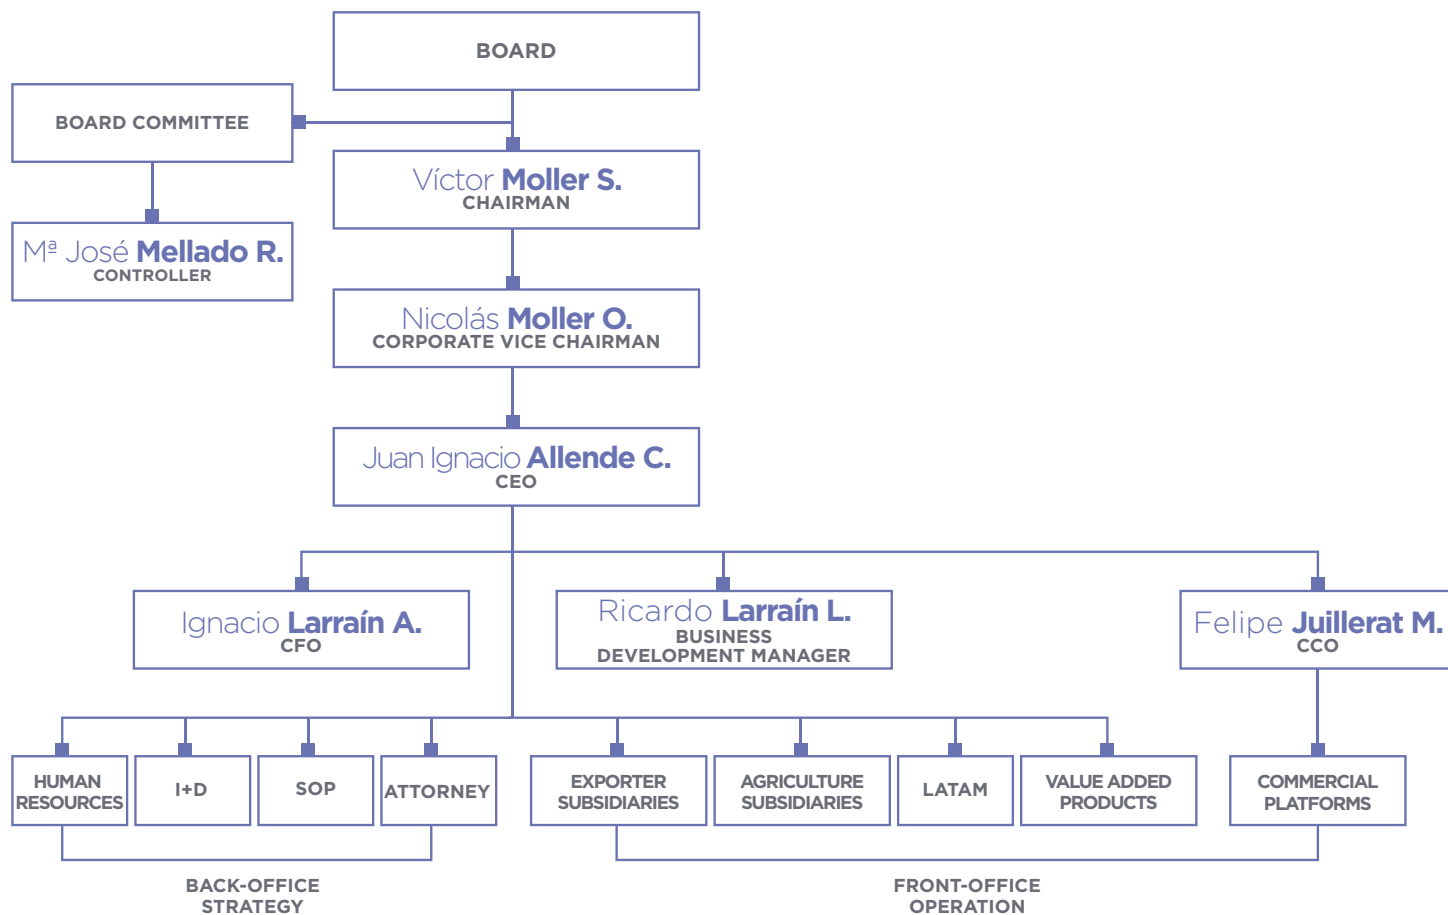 BOARD
BOARD COMMITTEE
Víctor Moller S.
CHAIRMAN
Mª José Mellado R.
CONTROLLER
Nicolás Moller O.
CORPORATE VICE CHAIRMAN
Juan Ignacio Allende C.
CEO
Ignacio Larraín A.
CFO
Ricardo Larraín L.
BUSINESS
DEVELOPMENT MANAGER
Felipe Juillerat M.
CCO
HUMAN
RESOURCES
I+D
SOP
ATTORNEY
EXPORTER
SUBSIDIARIES
AGRICULTURE
SUBSIDIARIES
LATAM
VALUE ADDED
PRODUCTS
COMMERCIAL
PLATFORMS
BACK-OFFICE
STRATEGY
FRONT-OFFICE
OPERATION